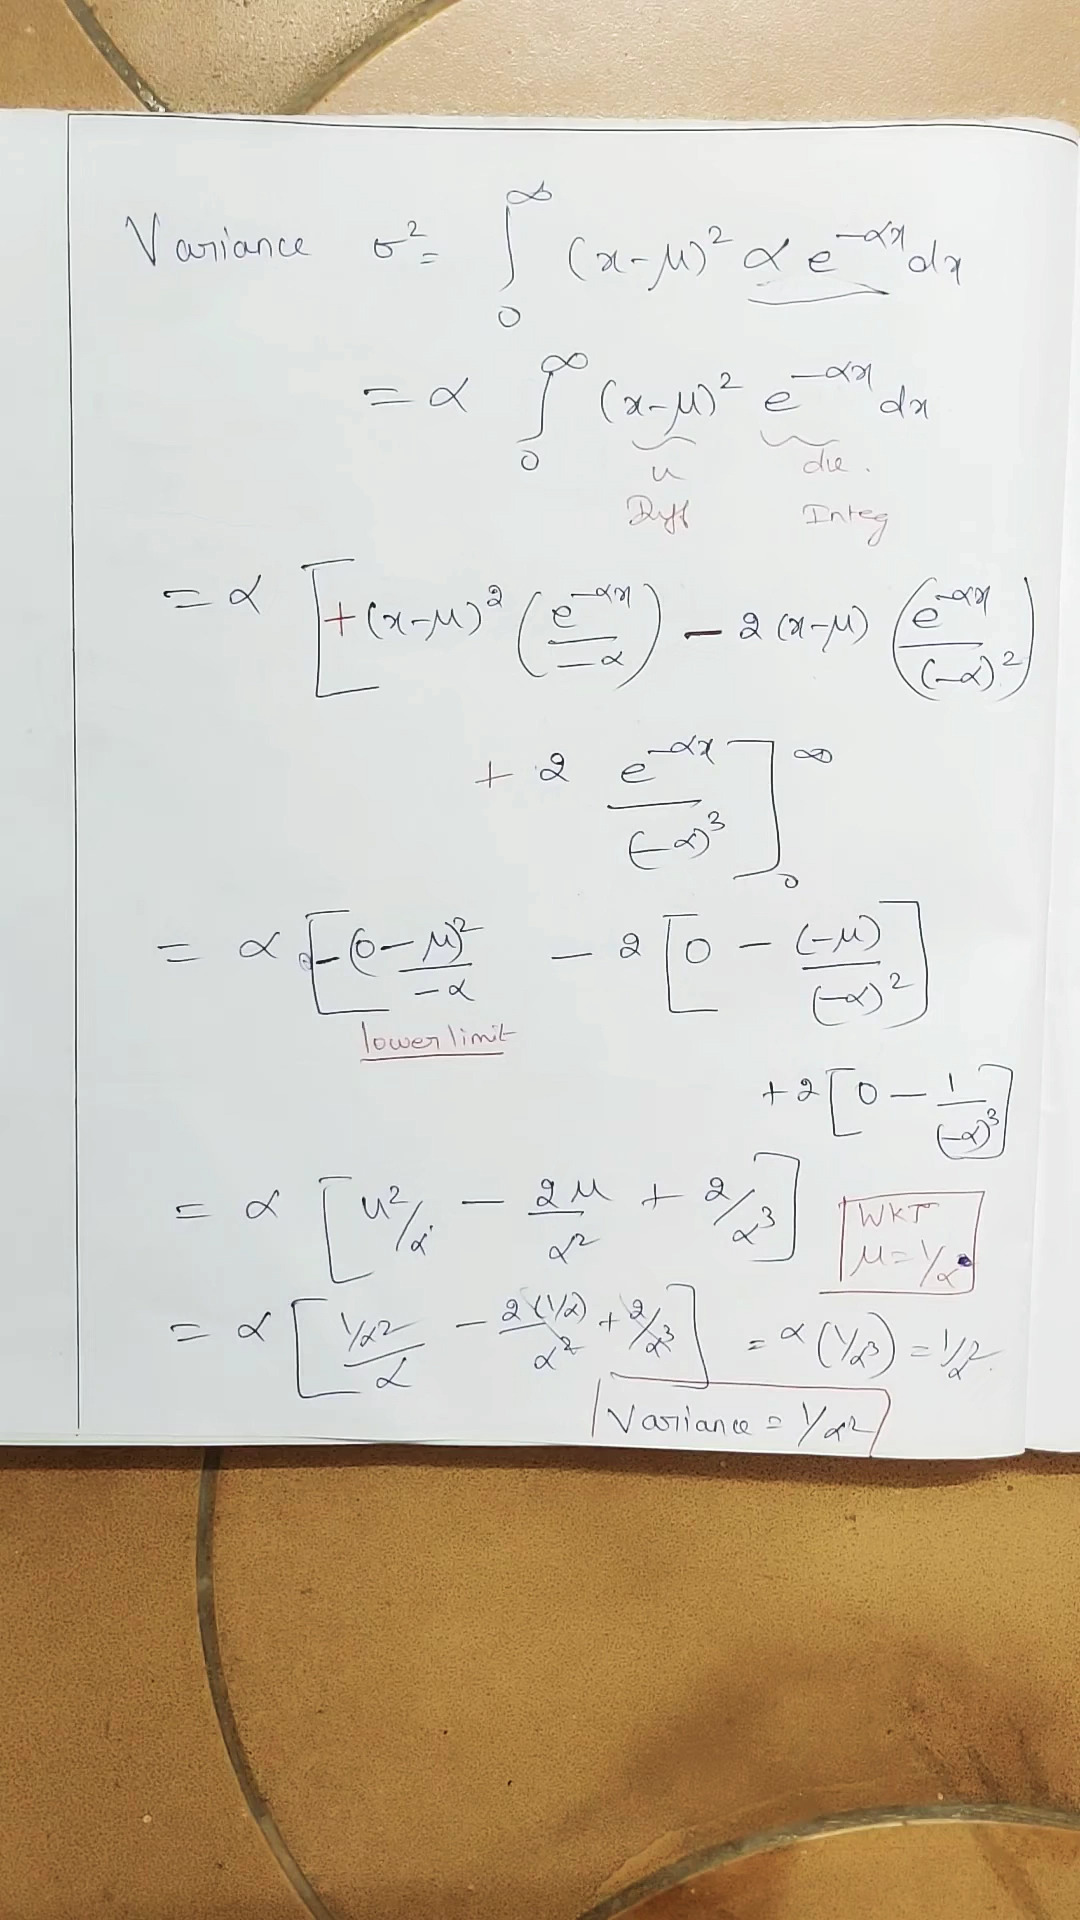 Variance σ² = ∫₀^∞ (x-μ)² α e^{-αx} dx
= α ∫₀^∞ (x-μ)² e^{-αx} dx
u
Diff Integ
= α [+(x-μ)² (e^{-αx}/-α) - 2(x-μ) (e^{-αx}/(-α)²)
+ 2 e^{-αx}/(-α)³]₀^∞
= α [-(0-μ)²/-α - 2 [0 - (-μ)/(-α)²]
lower limit
+2 [0 - 1/(-α)³]
= α [μ²/α - 2μ/α² + 2/α³]
WKT
μ = 1/α
= α [1/α²/α - 2(1/α)/α² + 2/α³] = α(1/α³) = 1/α²
Variance = 1/α²